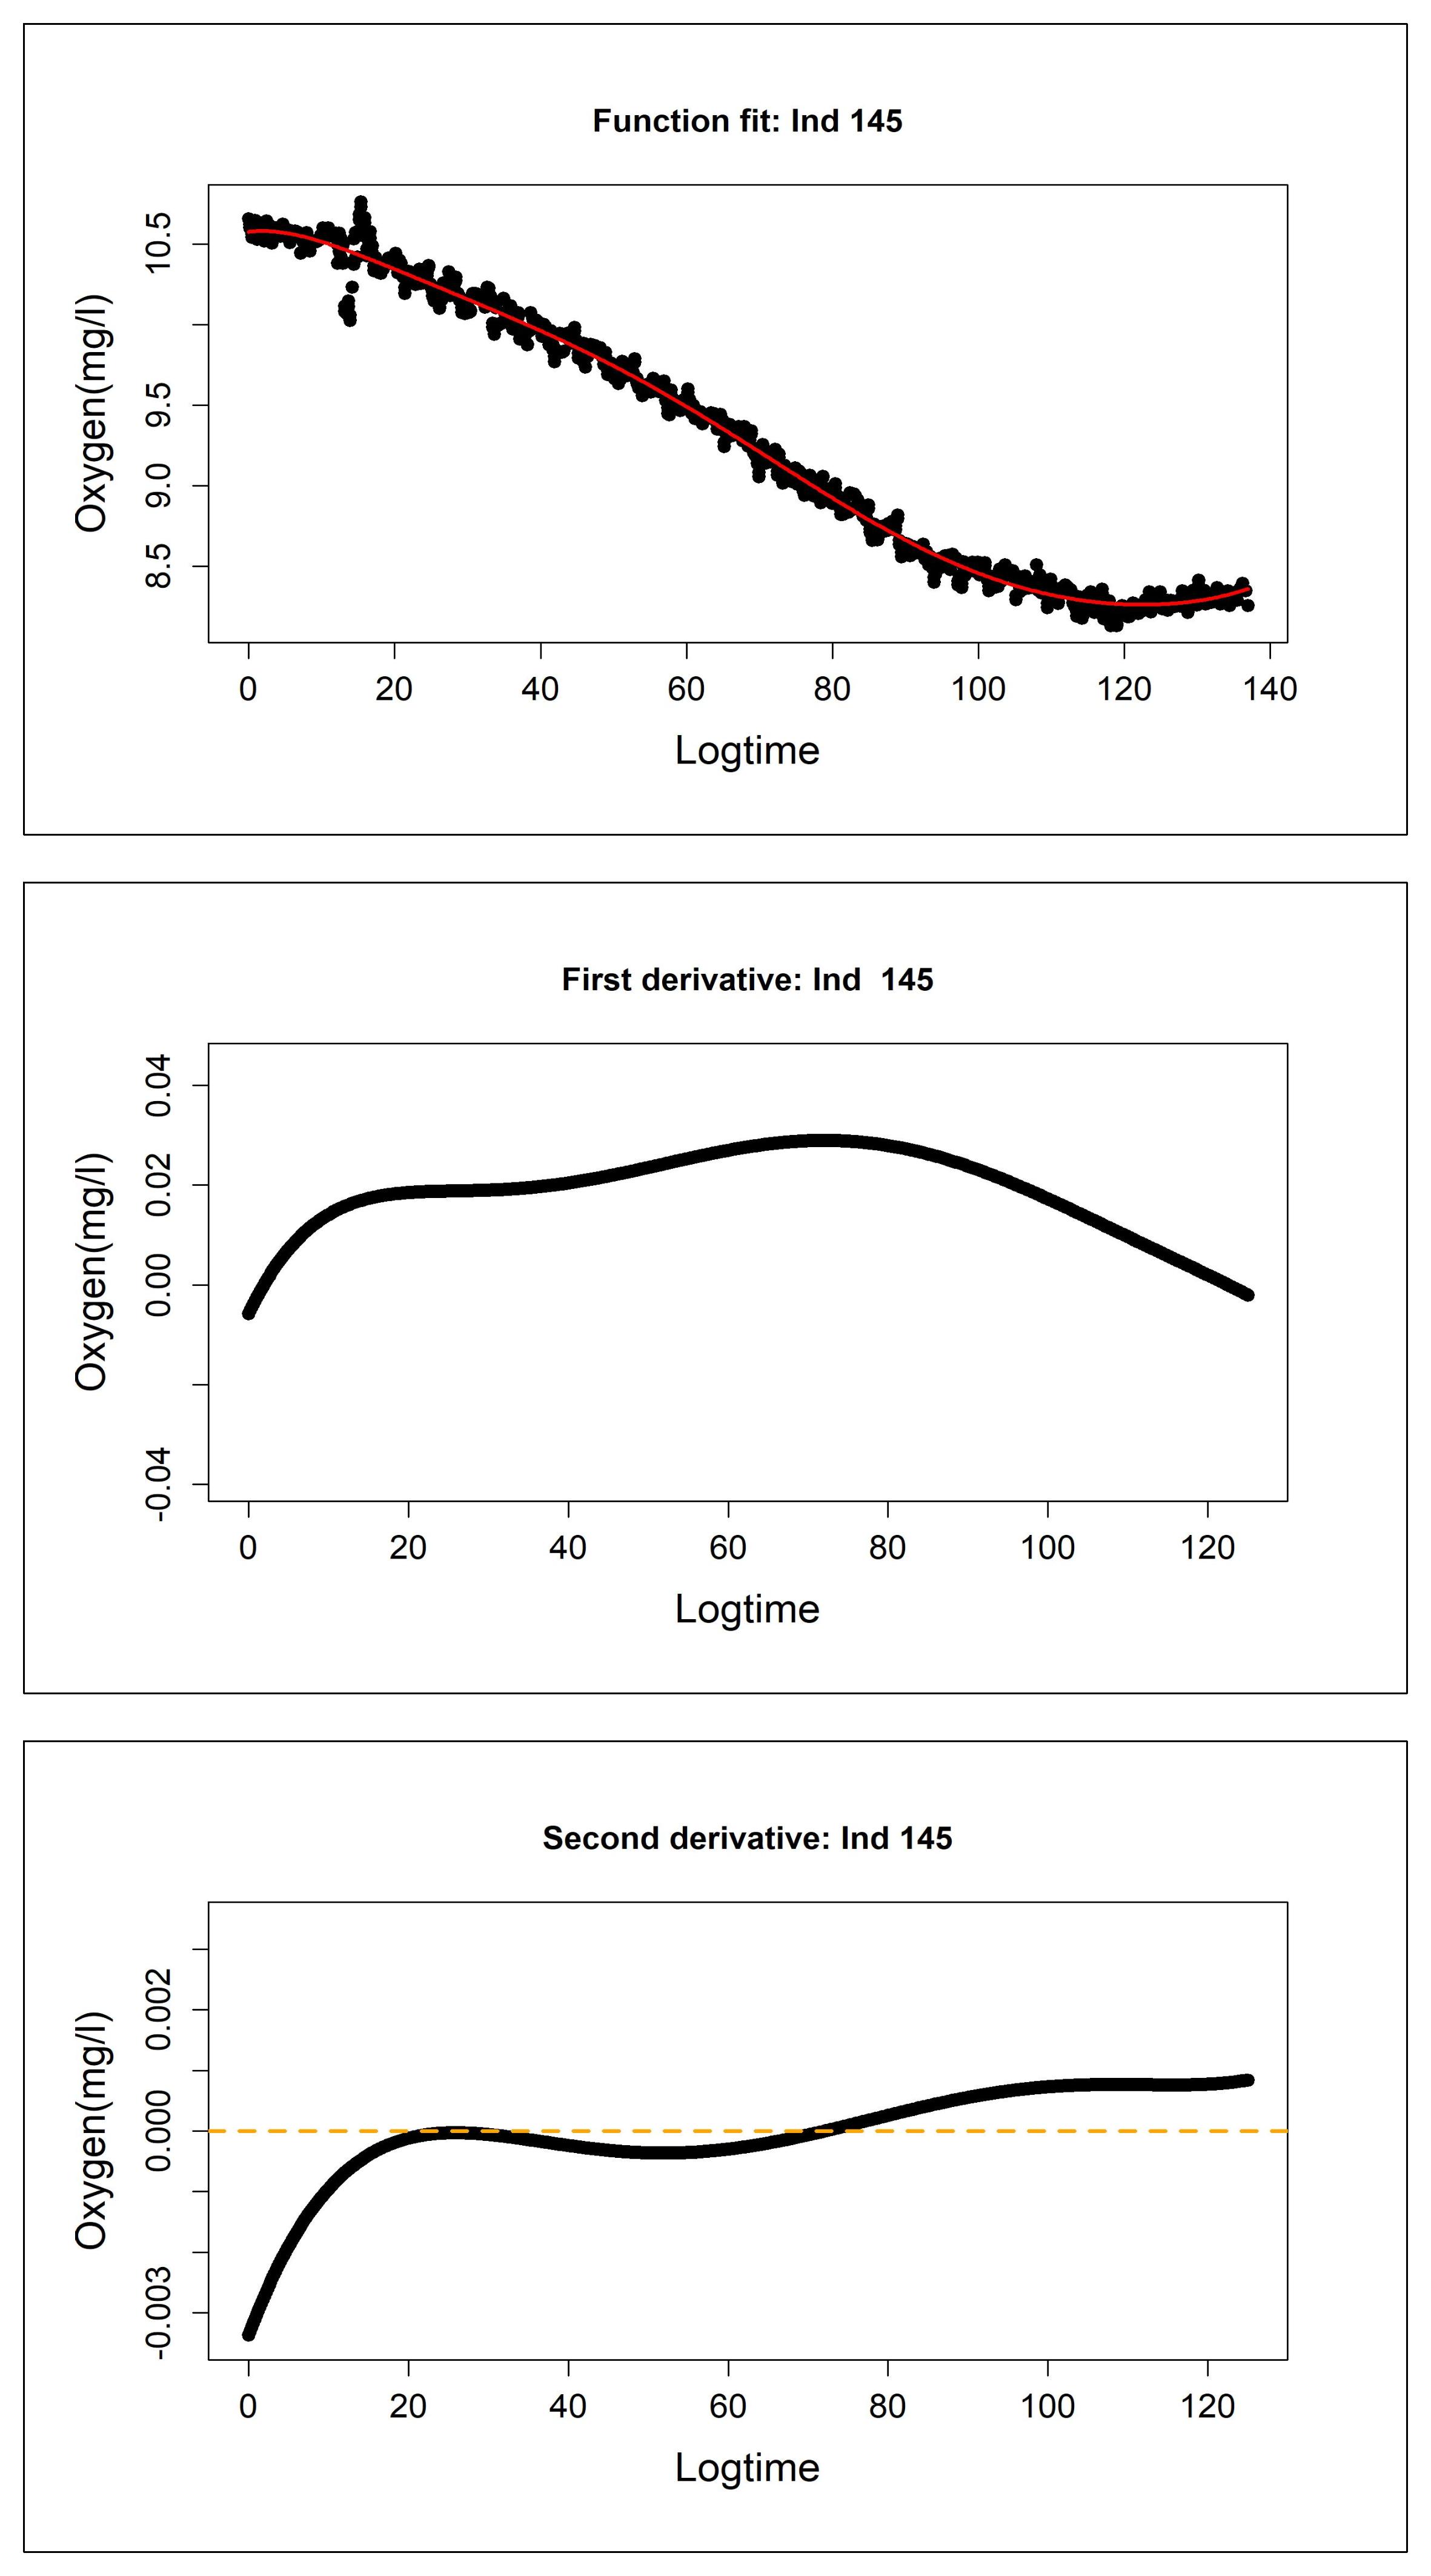 Function fit: Ind 145
Oxygen(mg/l)
10.5
9.5
9.0
8.5
0 20 40 60 80 100 120 140
Logtime
First derivative: Ind  145
Oxygen(mg/l)
0.04
0.02
0.00
-0.04
0 20 40 60 80 100 120
Logtime
Second derivative: Ind 145
Oxygen(mg/l)
0.002
0.000
-0.003
0 20 40 60 80 100 120
Logtime